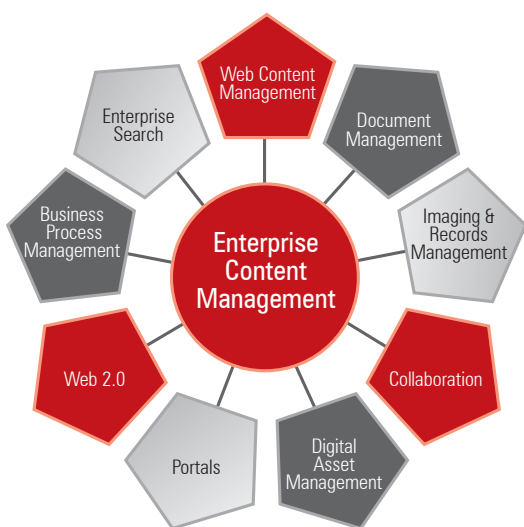 Web Content
Management
Document
Management
Imaging &
Records
Management
Collaboration
Digital
Asset
Management
Portals
Web 2.0
Business
Process
Management
Enterprise
Search
Enterprise
Content
Management